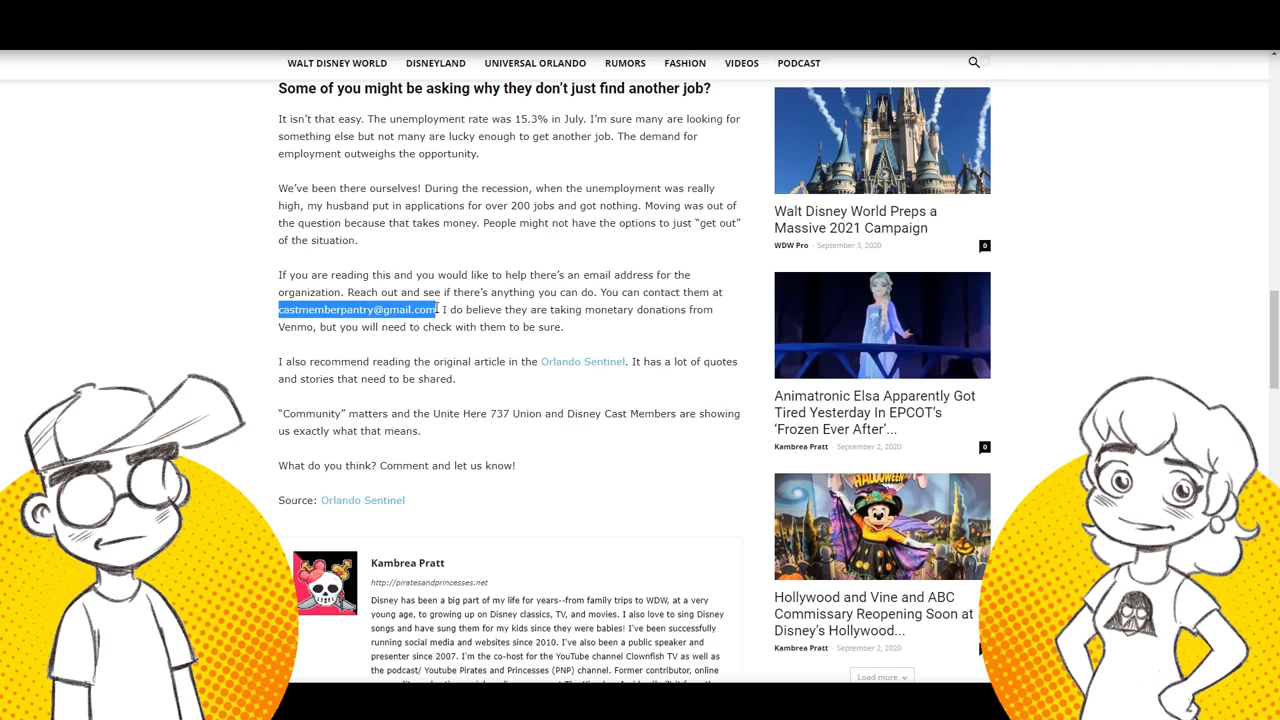 WALT DISNEY WORLD DISNEYLAND UNIVERSAL ORLANDO RUMORS FASHION VIDEOS PODCAST
Some of you might be asking why they don’t just find another job?
It isn’t that easy. The unemployment rate was 15.3% in July. I’m sure many are looking for
something else but not many are lucky enough to get another job. The demand for
employment outweighs the opportunity.
We’ve been there ourselves! During the recession, when the unemployment was really
high, my husband put in applications for over 200 jobs and got nothing. Moving was out of
the question because that takes money. People might not have the options to just “get out”
of the situation.
If you are reading this and you would like to help there’s an email address for the
organization. Reach out and see if there’s anything you can do. You can contact them at
castmemberpantry@gmail.com. I do believe they are taking monetary donations from
Venmo, but you will need to check with them to be sure.
I also recommend reading the original article in the Orlando Sentinel. It has a lot of quotes
and stories that need to be shared.
“Community” matters and the Unite Here 737 Union and Disney Cast Members are showing
us exactly what that means.
What do you think? Comment and let us know!
Source: Orlando Sentinel
Kambrea Pratt
http://piratesandprincesses.net
Disney has been a big part of my life for years--from family trips to WDW, at a very
young age, to growing up on Disney classics, TV, and movies. I also love to sing Disney
songs and have sung them for my kids since they were babies! I’ve been successfully
running social media and websites since 2010. I’ve also been a public speaker and
presenter since 2007. I’m the co-host for the YouTube channel Clownfish TV as well as
the podcast/ Youtube Pirates and Princesses (PNP) channel. Former contributor, online
Walt Disney World Preps a
Massive 2021 Campaign
WDW Pro - September 3, 2020 0
Animatronic Elsa Apparently Got
Tired Yesterday In EPCOT’s
‘Frozen Ever After’...
Kambrea Pratt - September 2, 2020 0
HALLOWEEN
Hollywood and Vine and ABC
Commissary Reopening Soon at
Disney’s Hollywood...
Kambrea Pratt - September 2, 2020
Load more